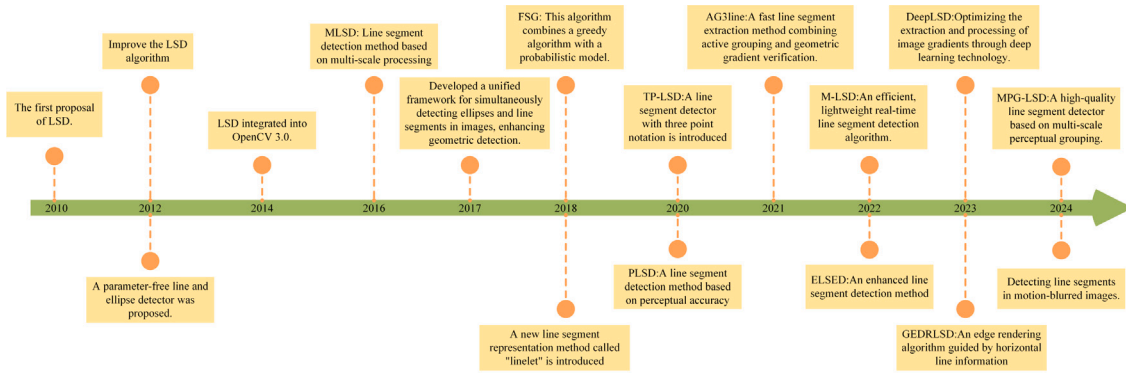 The first proposal
of LSD.
Improve the LSD
algorithm
LSD integrated into
OpenCV 3.0.
MLSD: Line segment
detection method based
on multi-scale processing
Developed a unified
framework for simultaneously
detecting ellipses and line
segments in images, enhancing
geometric detection.
FSG: This algorithm
combines a greedy
algorithm with a
probabilistic model.
TP-LSD:A line
segment detector
with three point
notation is introduced
AG3line:A fast line segment
extraction method combining
active grouping and geometric
gradient verification.
M-LSD:An efficient,
lightweight real-time
line segment detection
algorithm.
DeepLSD:Optimizing the
extraction and processing
of image gradients through
deep learning technology.
MPG-LSD:A high-quality
line segment detector
based on multi-scale
perceptual grouping.
2010 2012 2014 2016 2017 2018 2020 2021 2022 2023 2024
A parameter-free line and
ellipse detector was
proposed.
A new line segment
representation method called
"linelet" is introduced
PLSD:A line segment
detection method based
on perceptual accuracy
ELSED:An enhanced line
segment detection method
GEDRLSD:An edge rendering
algorithm guided by horizontal
line information
Detecting line segments
in motion-blurred images.